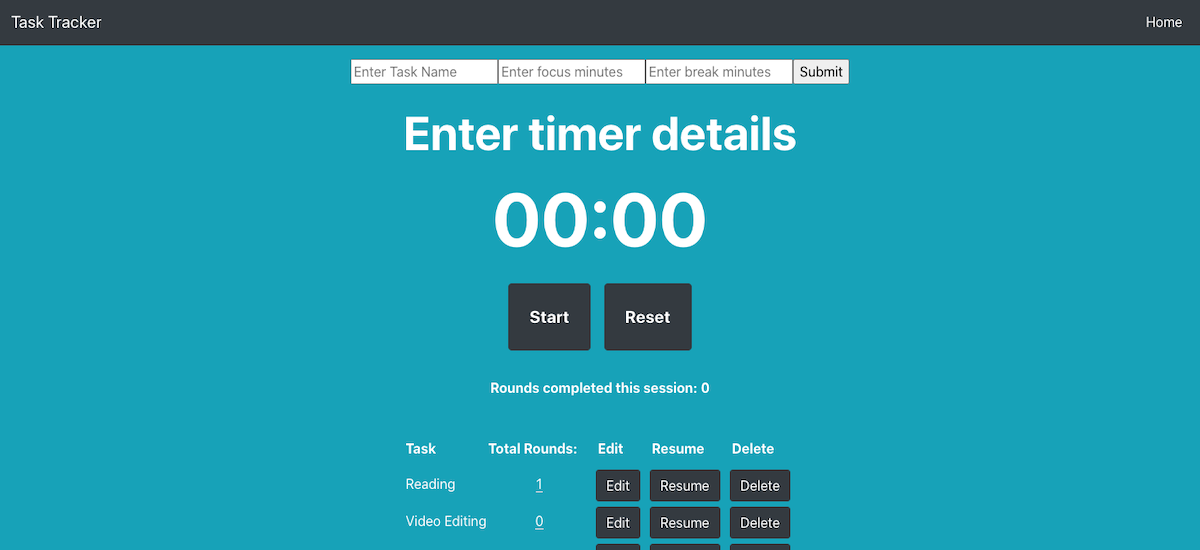 Task Tracker Home
Enter Task Name Enter focus minutes Enter break minutes Submit
Enter timer details
00:00
Start Reset
Rounds completed this session: 0
Task Total Rounds: Edit Resume Delete
Reading 1 Edit Resume Delete
Video Editing 0 Edit Resume Delete